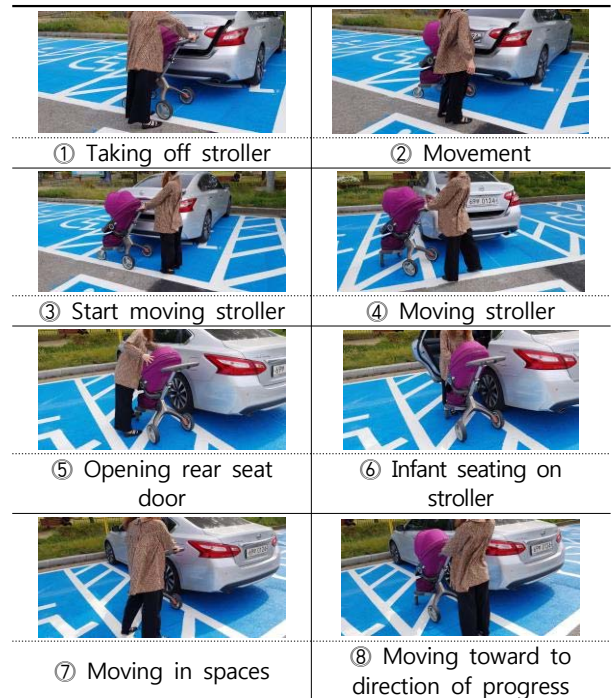 ① Taking off stroller
② Movement
③ Start moving stroller
④ Moving stroller
⑤ Opening rear seat
door
⑥ Infant seating on
stroller
⑦ Moving in spaces
⑧ Moving toward to
direction of progress